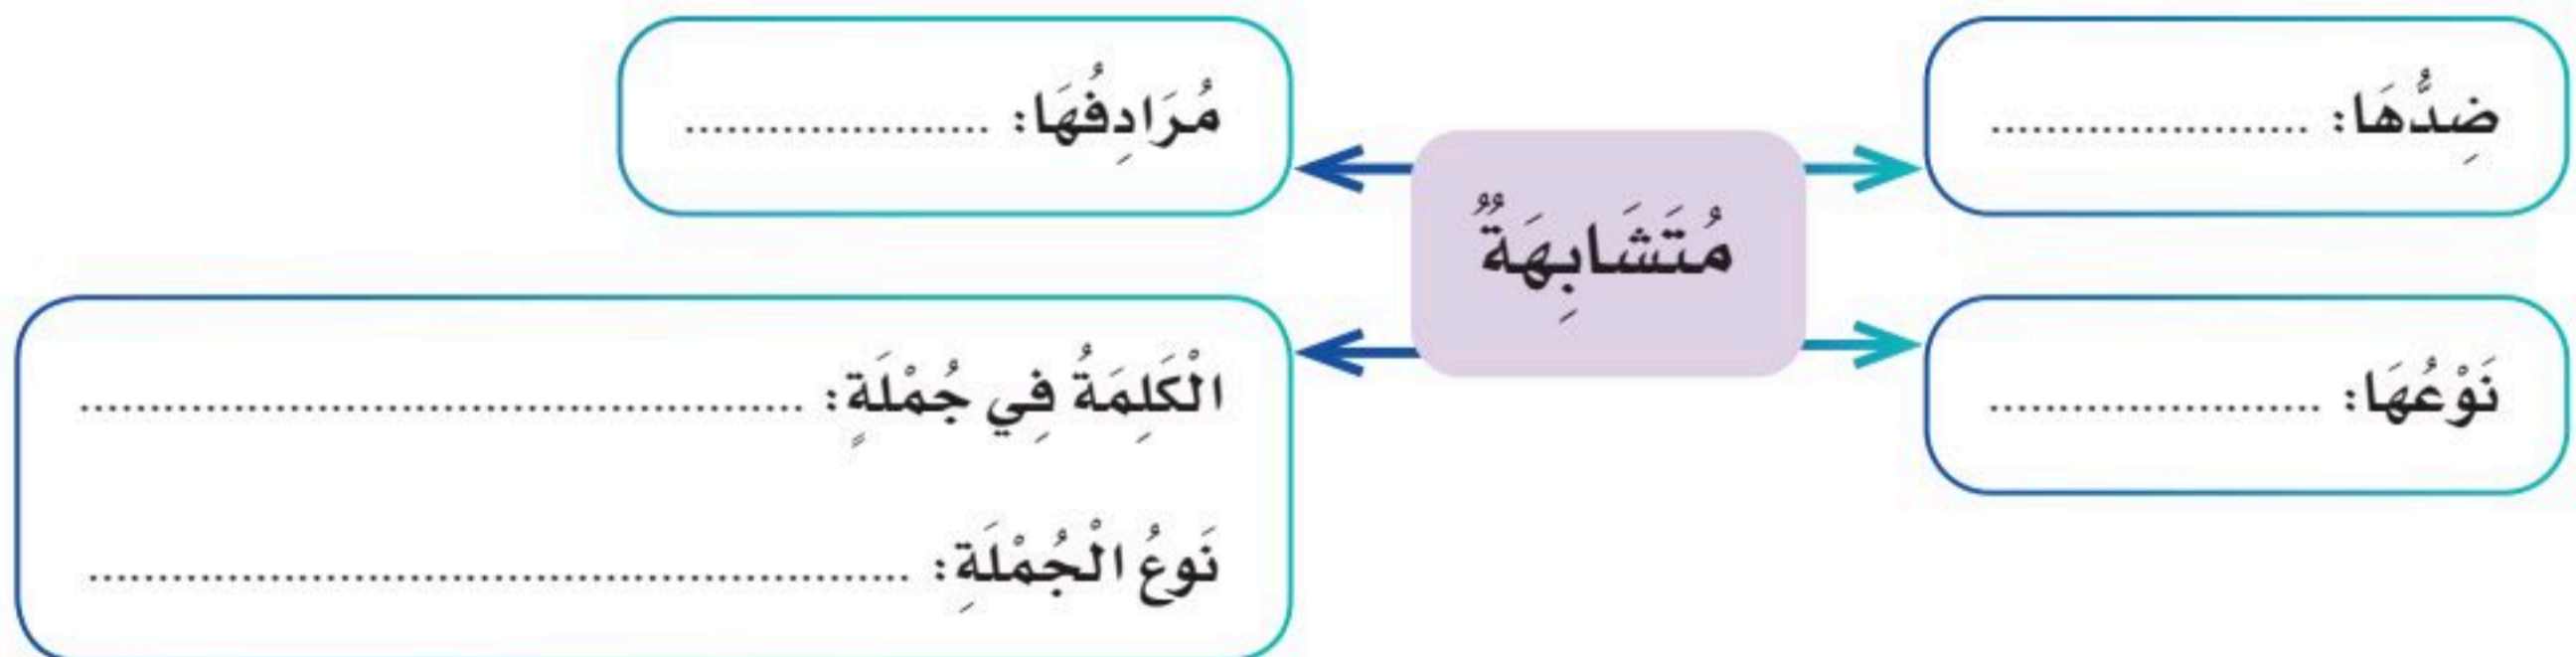 ضِدُّهَا: ......................
مُرَادِفُهَا: ......................
مُتَشَابِهَةٌ
نَوْعُهَا: ......................
الْكَلِمَةُ فِي جُمْلَةٍ: ....................................................
نَوعُ الْجُمْلَةِ: ............................................................